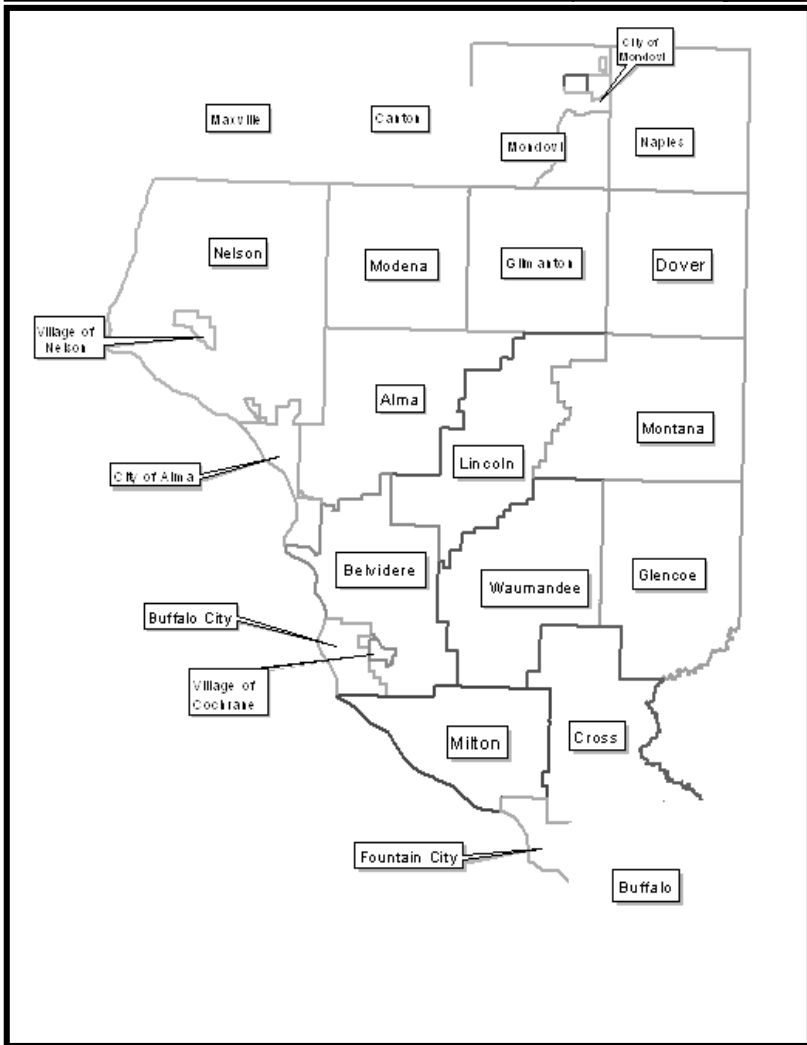 City of
Mondovi
Maxville
Canton
Mondovi
Naples
Nelson
Modena
Gilmanton
Dover
Village of
Nelson
Alma
Montana
Lincoln
City of Alma
Belvidere
Waumandee
Glencoe
Buffalo City
Village of
Cochrane
Milton
Cross
Fountain City
Buffalo